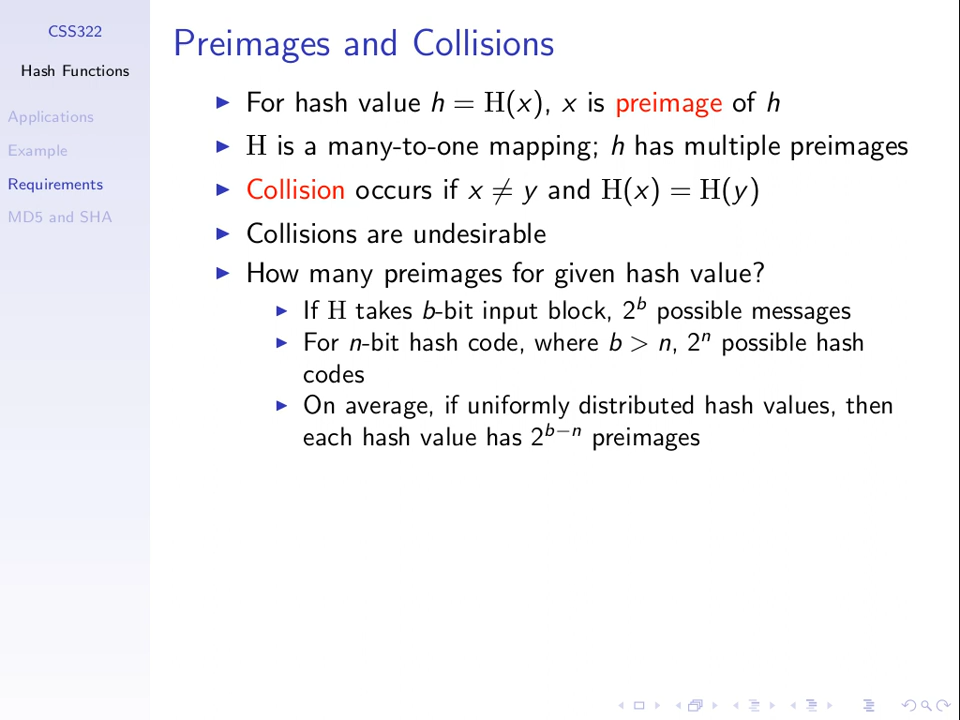 CSS322
Hash Functions
Applications
Example
Requirements
MD5 and SHA
Preimages and Collisions
For hash value h = H(x), x is preimage of h
H is a many-to-one mapping; h has multiple preimages
Collision occurs if x ≠ y and H(x) = H(y)
Collisions are undesirable
How many preimages for given hash value?
If H takes b-bit input block, 2^b possible messages
For n-bit hash code, where b > n, 2^n possible hash
codes
On average, if uniformly distributed hash values, then
each hash value has 2^{b−n} preimages